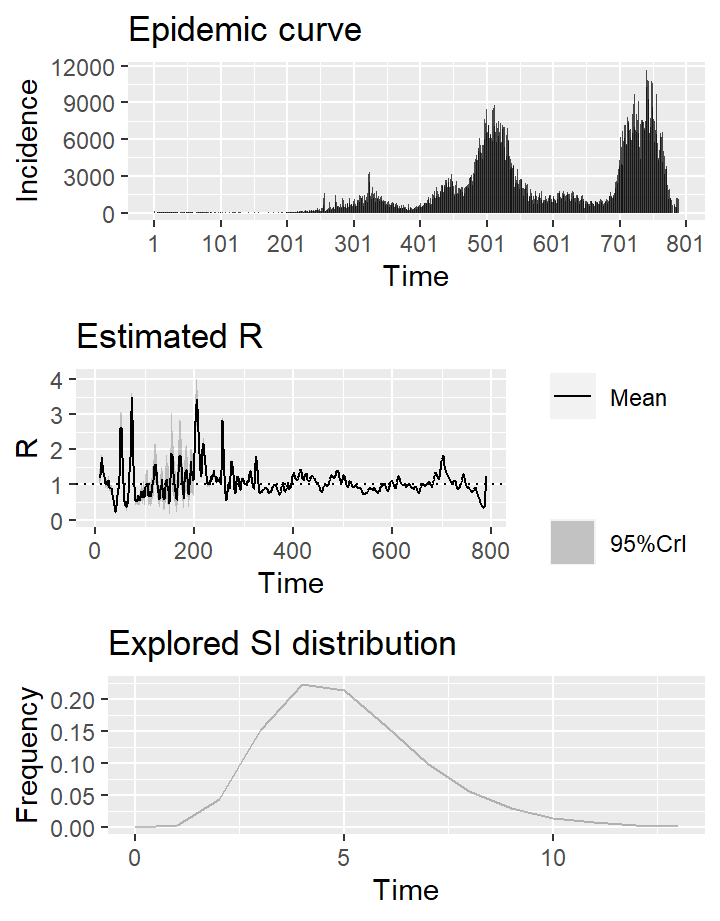 Epidemic curve
12000
9000
6000
3000
0
Incidence
1 101 201 301 401 501 601 701 801
Time
Estimated R
4
3
2
1
0
R
0 200 400 600 800
Time
Mean
95%CrI
Explored SI distribution
0.20
0.15
0.10
0.05
0.00
Frequency
0 5 10
Time